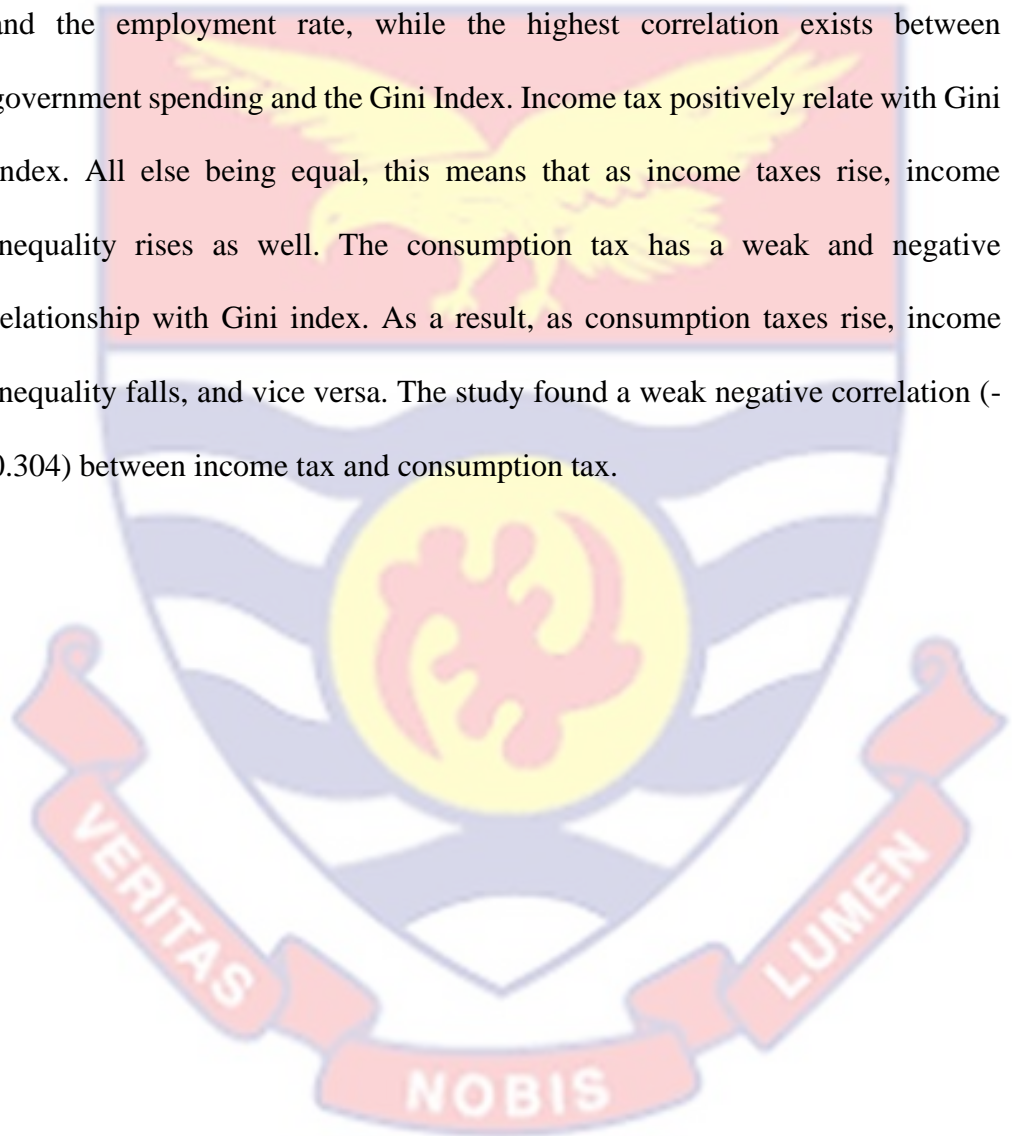 and the employment rate, while the highest correlation exists between
government spending and the Gini Index. Income tax positively relate with Gini
index. All else being equal, this means that as income taxes rise, income
inequality rises as well. The consumption tax has a weak and negative
relationship with Gini index. As a result, as consumption taxes rise, income
inequality falls, and vice versa. The study found a weak negative correlation (-
0.304) between income tax and consumption tax.
VERITAS
NOBIS
LUMEN